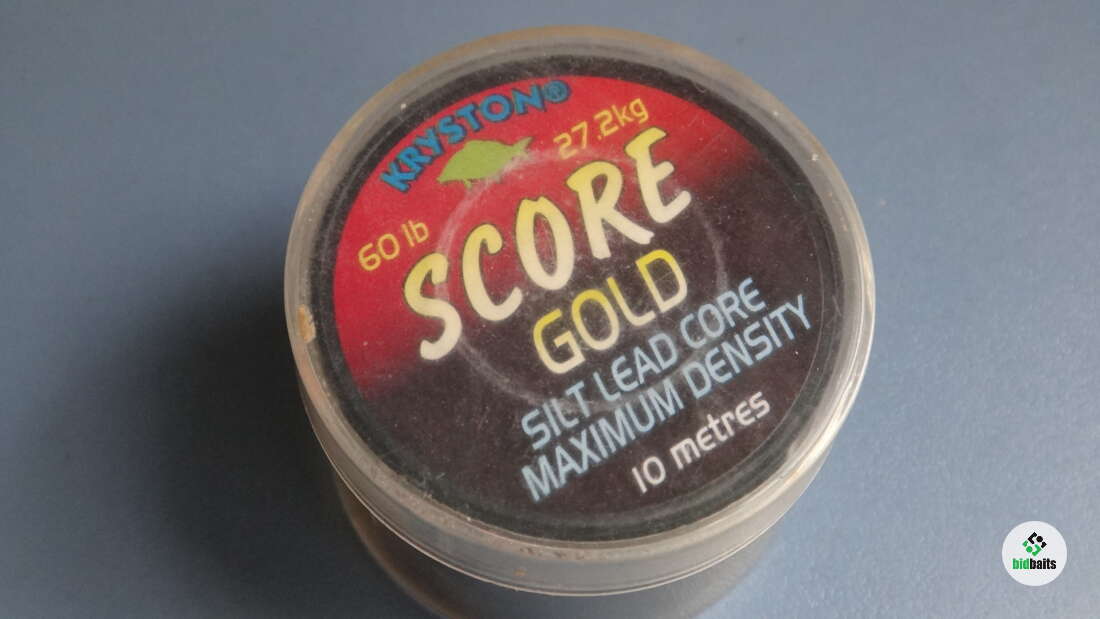 KRYSTON®
60 lb
27.2kg
SCORE
GOLD
SILT LEAD CORE
MAXIMUM DENSITY
10 metres
bidbaits